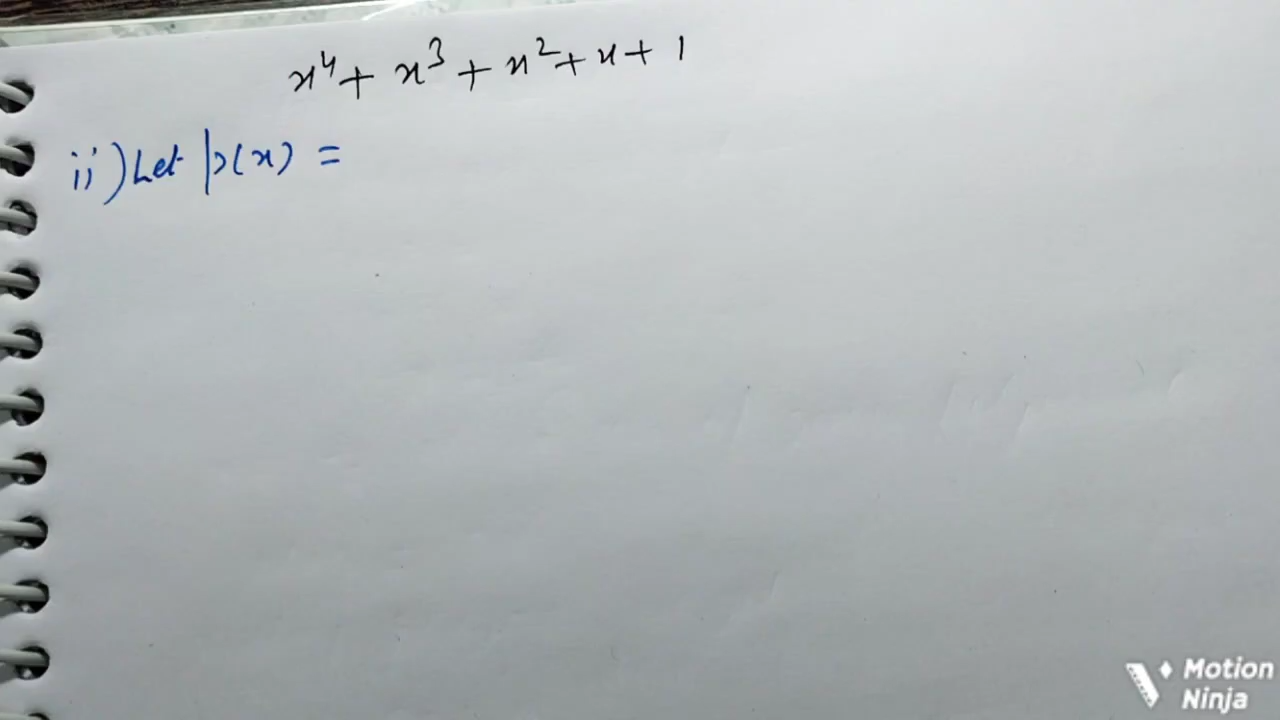 x⁴ + x³ + x² + x + 1
ii) Let p(x) =
Motion
Ninja